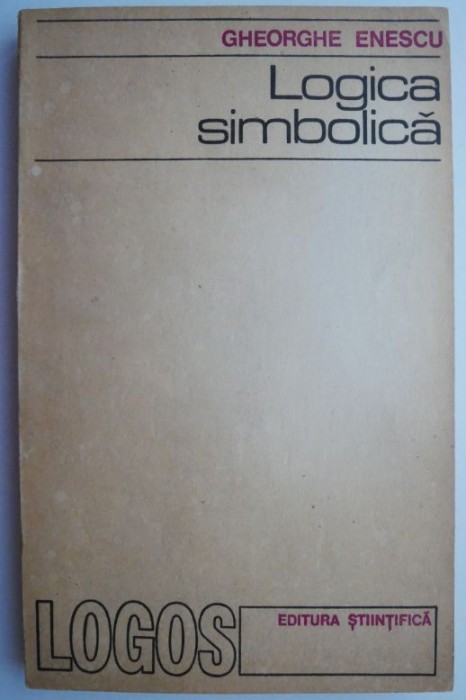 GHEORGHE ENESCU
Logica
simbolică
LOGOS
EDITURA ȘTIINȚIFICĂ